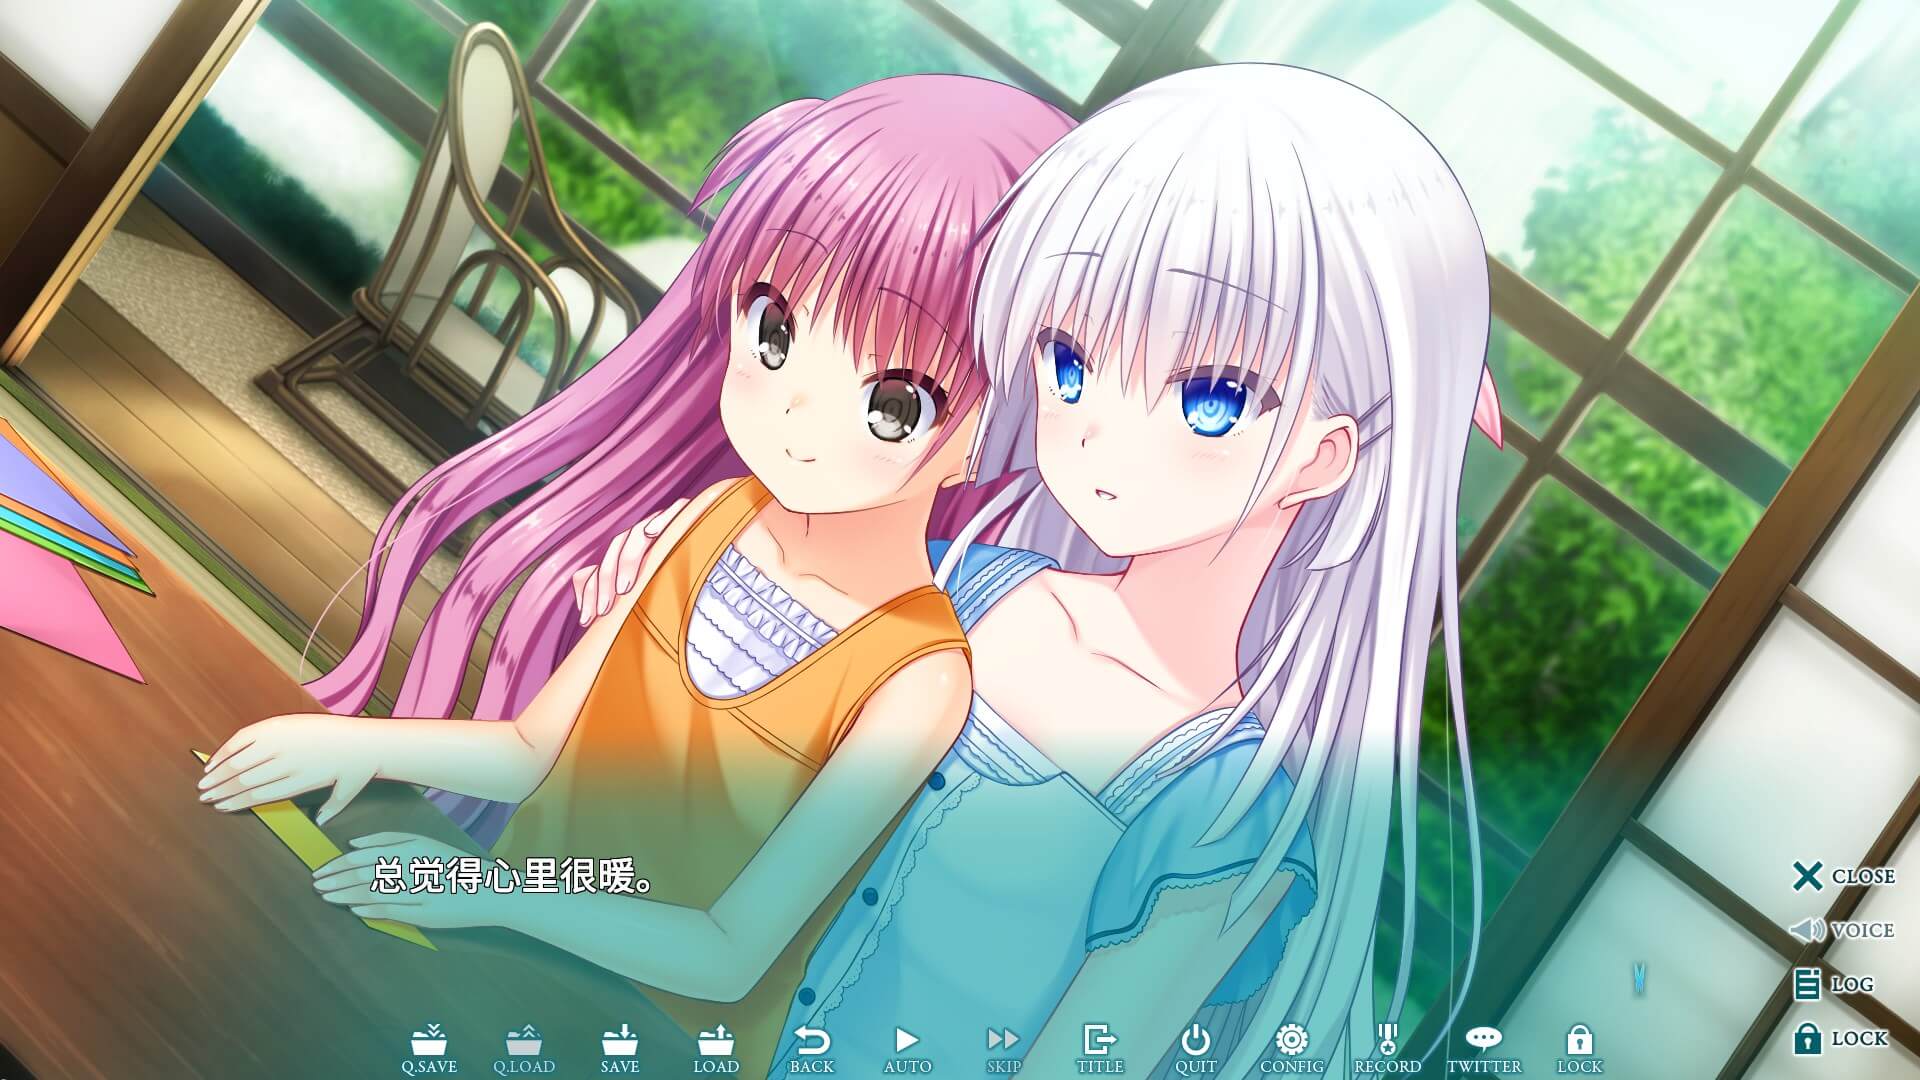 总觉得心里很暖。
CLOSE
VOICE
LOG
LOCK
Q.SAVE
Q.LOAD
SAVE
LOAD
BACK
AUTO
SKIP
TITLE
QUIT
CONFIG
RECORD
TWITTER
LOCK